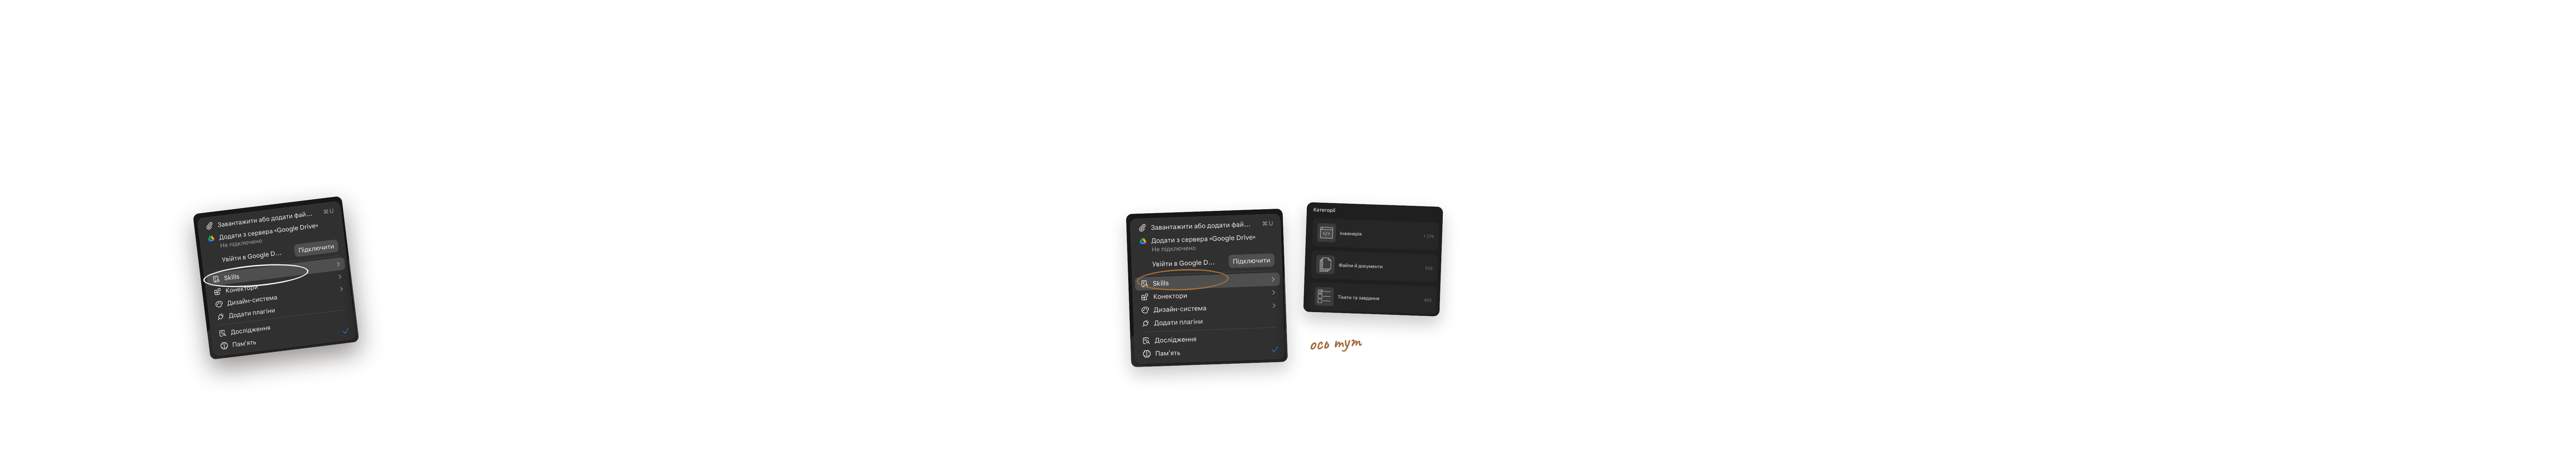 Завантажити або додати фай... ⌘U
Додати з сервера «Google Drive»
Не підключено
Увійти в Google D... Підключити
Skills
Конектори
Дизайн-система
Додати плагіни
Дослідження
Пам'ять
Завантажити або додати фай... ⌘U
Додати з сервера «Google Drive»
Не підключено
Увійти в Google D... Підключити
Skills
Конектори
Дизайн-система
Додати плагіни
Дослідження
Пам'ять
Категорії
Інженерія
Файли й документи
Тікети та завдання
ось тут